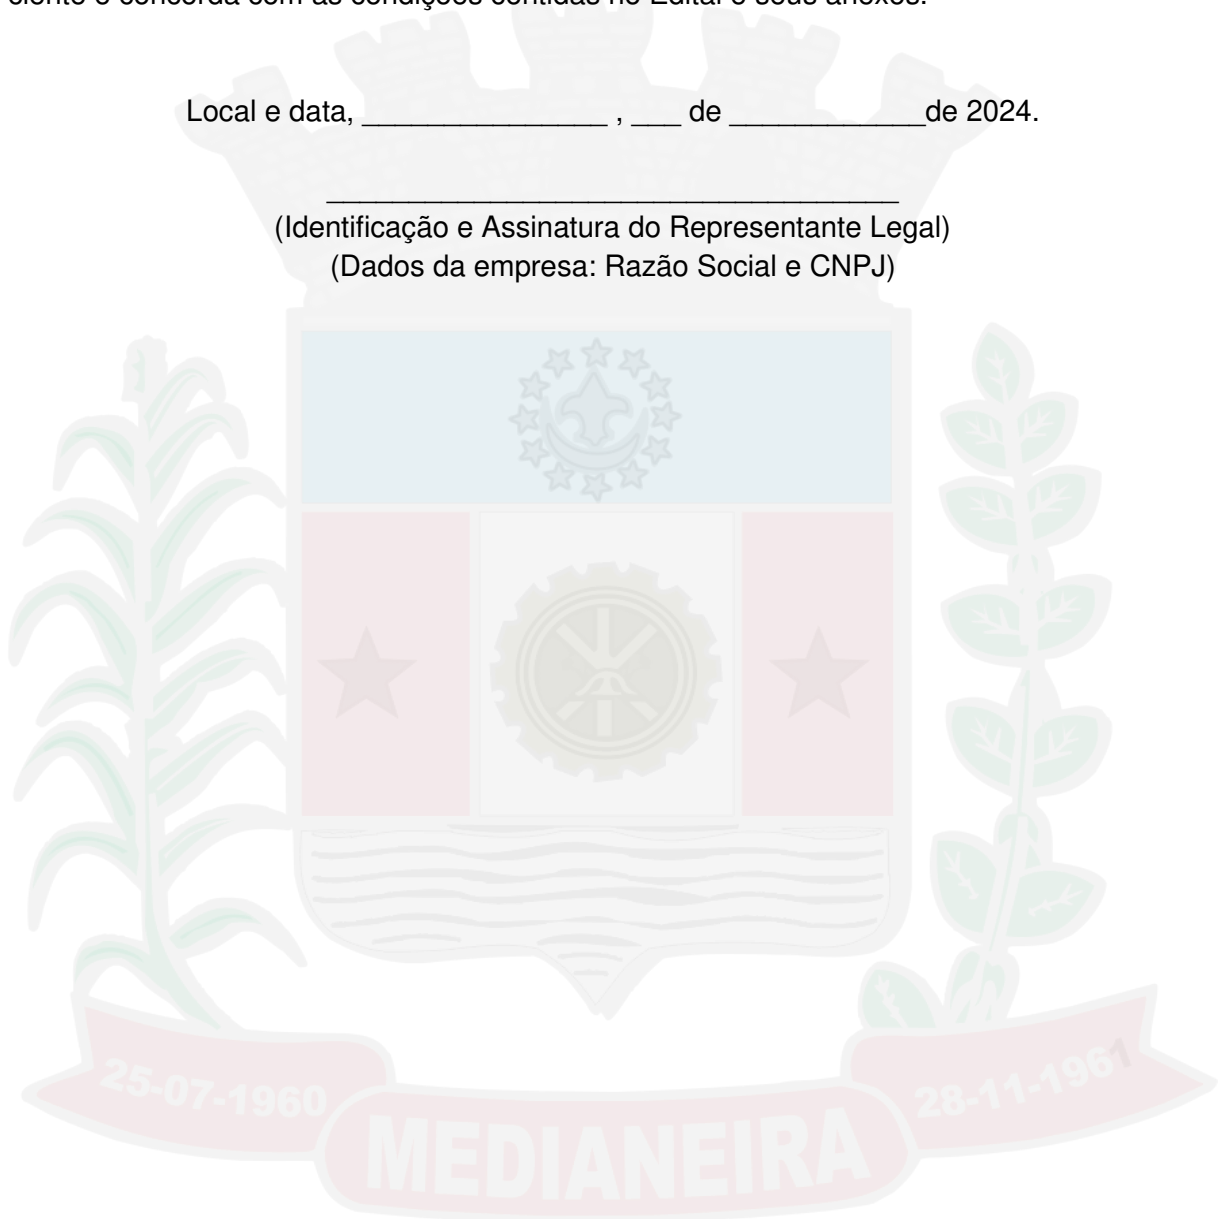 ciente e concorda com as condições contidas no Edital e seus anexos.
Local e data, _______________ , ___ de ____________de 2024.
___________________________________
(Identificação e Assinatura do Representante Legal)
(Dados da empresa: Razão Social e CNPJ)
25-07-1960
28-11-1961
MEDIANEIRA